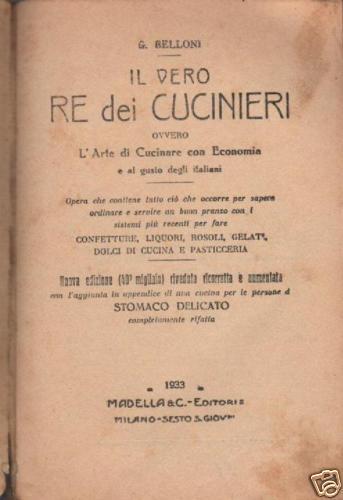 G. BELLONI
IL VERO
RE dei CUCINIERI
OVVERO
L'Arte di Cucinare con Economia
e al gusto degli italiani
Opera che contiene tutto ciò che occorre per sapere
ordinare e servire un buon pranzo con i
sistemi più recenti per fare
CONFETTURE, LIQUORI, ROSOLI, GELATI,
DOLCI DI CUCINA E PASTICCERIA
Nuova edizione (40° migliaio) riveduta ricorretta e aumentata
con l'aggiunta in appendice di una cucina per le persone d
STOMACO DELICATO
completamente rifatta
1933
MADELLA & C. - EDITORI
MILANO - SESTO S. GIOV.NI